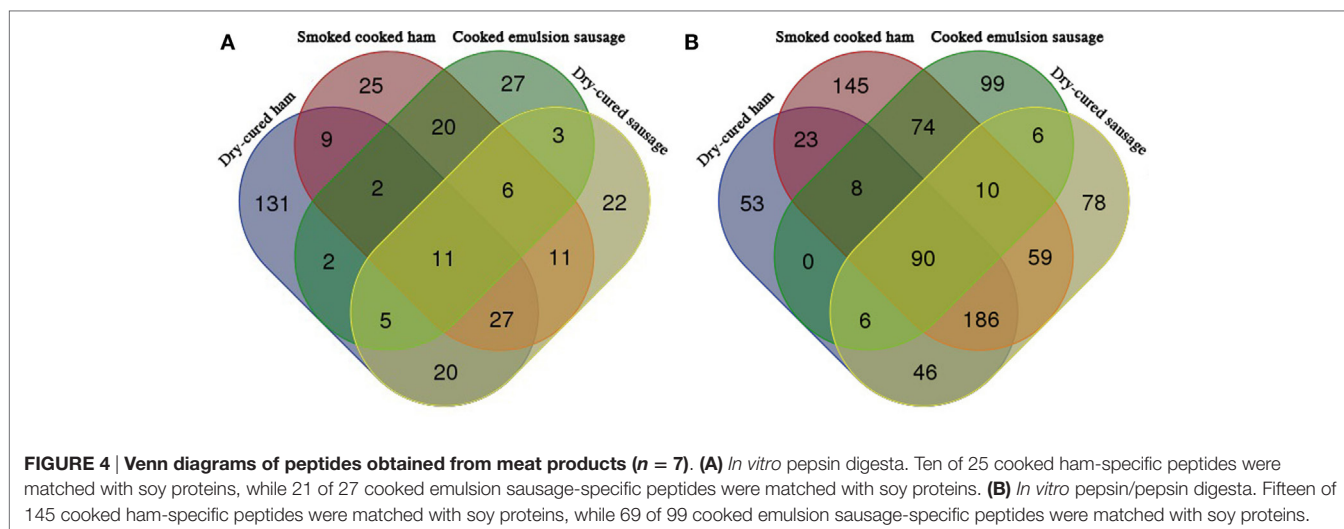 A
Smoked cooked ham
Cooked emulsion sausage
Dry-cured ham
Dry-cured sausage
25
27
9
20
3
131
2
6
22
2
11
11
5
27
20
B
Smoked cooked ham
Cooked emulsion sausage
Dry-cured ham
Dry-cured sausage
145
99
23
74
6
53
8
10
78
0
90
59
6
186
46
FIGURE 4 | Venn diagrams of peptides obtained from meat products (n = 7). (A) In vitro pepsin digesta. Ten of 25 cooked ham-specific peptides were
matched with soy proteins, while 21 of 27 cooked emulsion sausage-specific peptides were matched with soy proteins. (B) In vitro pepsin/pepsin digesta. Fifteen of
145 cooked ham-specific peptides were matched with soy proteins, while 69 of 99 cooked emulsion sausage-specific peptides were matched with soy proteins.